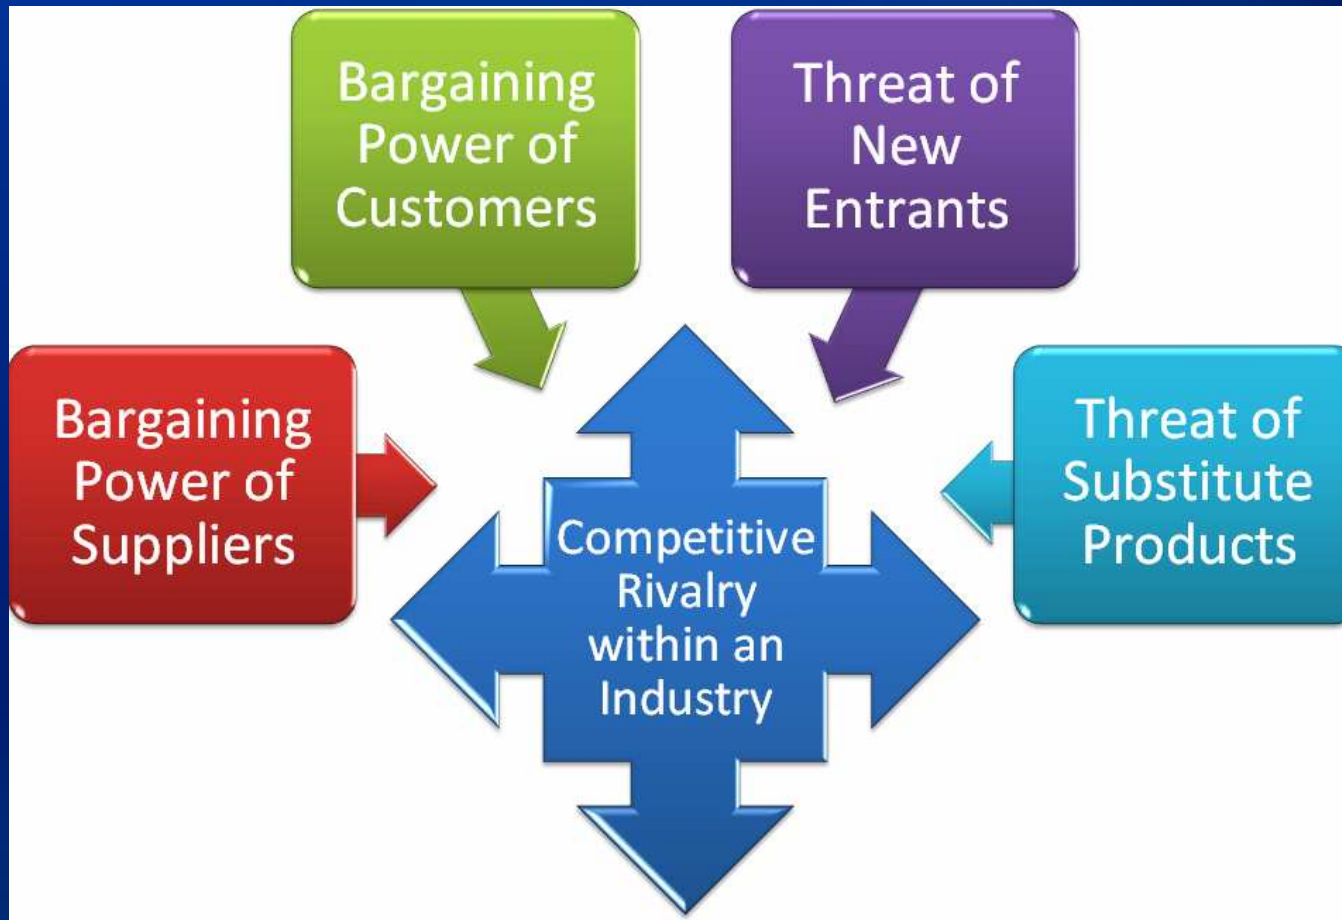 Bargaining
Power of
Customers
Threat of
New
Entrants
Bargaining
Power of
Suppliers
Threat of
Substitute
Products
Competitive
Rivalry
within an
Industry